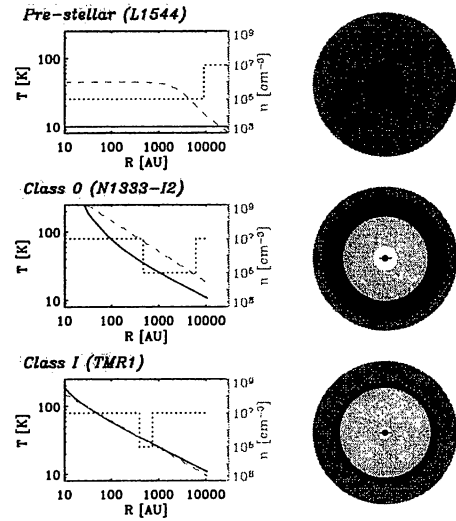 Pre-stellar (L1544)
10⁹
100
10⁷
T [K]
n [cm⁻³]
10⁵
10
10³
10 100 1000 10000
R [AU]
Class 0 (N1333-I2)
10⁹
100
10⁷
T [K]
n [cm⁻³]
10⁵
10
10³
10 100 1000 10000
R [AU]
Class I (TMR1)
10⁹
100
10⁷
T [K]
n [cm⁻³]
10⁵
10
10³
10 100 1000 10000
R [AU]